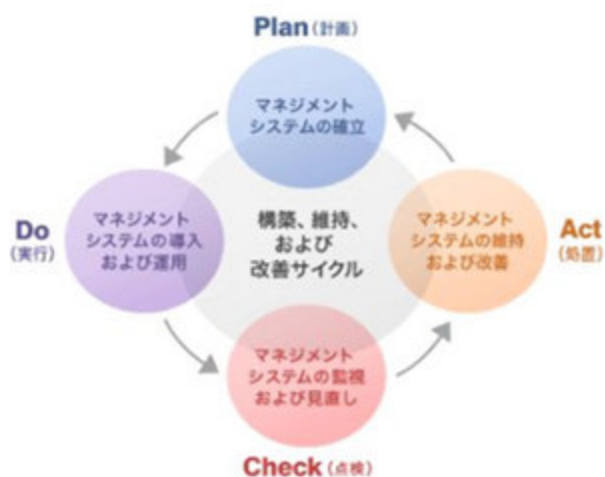 Plan(計画)
マネジメント
システムの確立
Do
(実行)
マネジメント
システムの導入
および運用
構築、維持、
および
改善サイクル
マネジメント
システムの維持
および改善
Act
(処置)
マネジメント
システムの監視
および見直し
Check(点検)